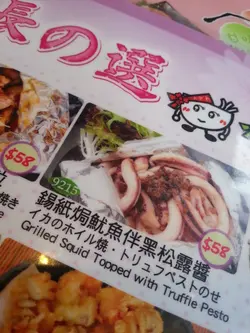 長の選
$58
9215
$58
錫紙焗魷魚伴黑松露醬
イカのホイル焼・トリュフペストのせ
Grilled Squid Topped with Truffle Pesto
焼き